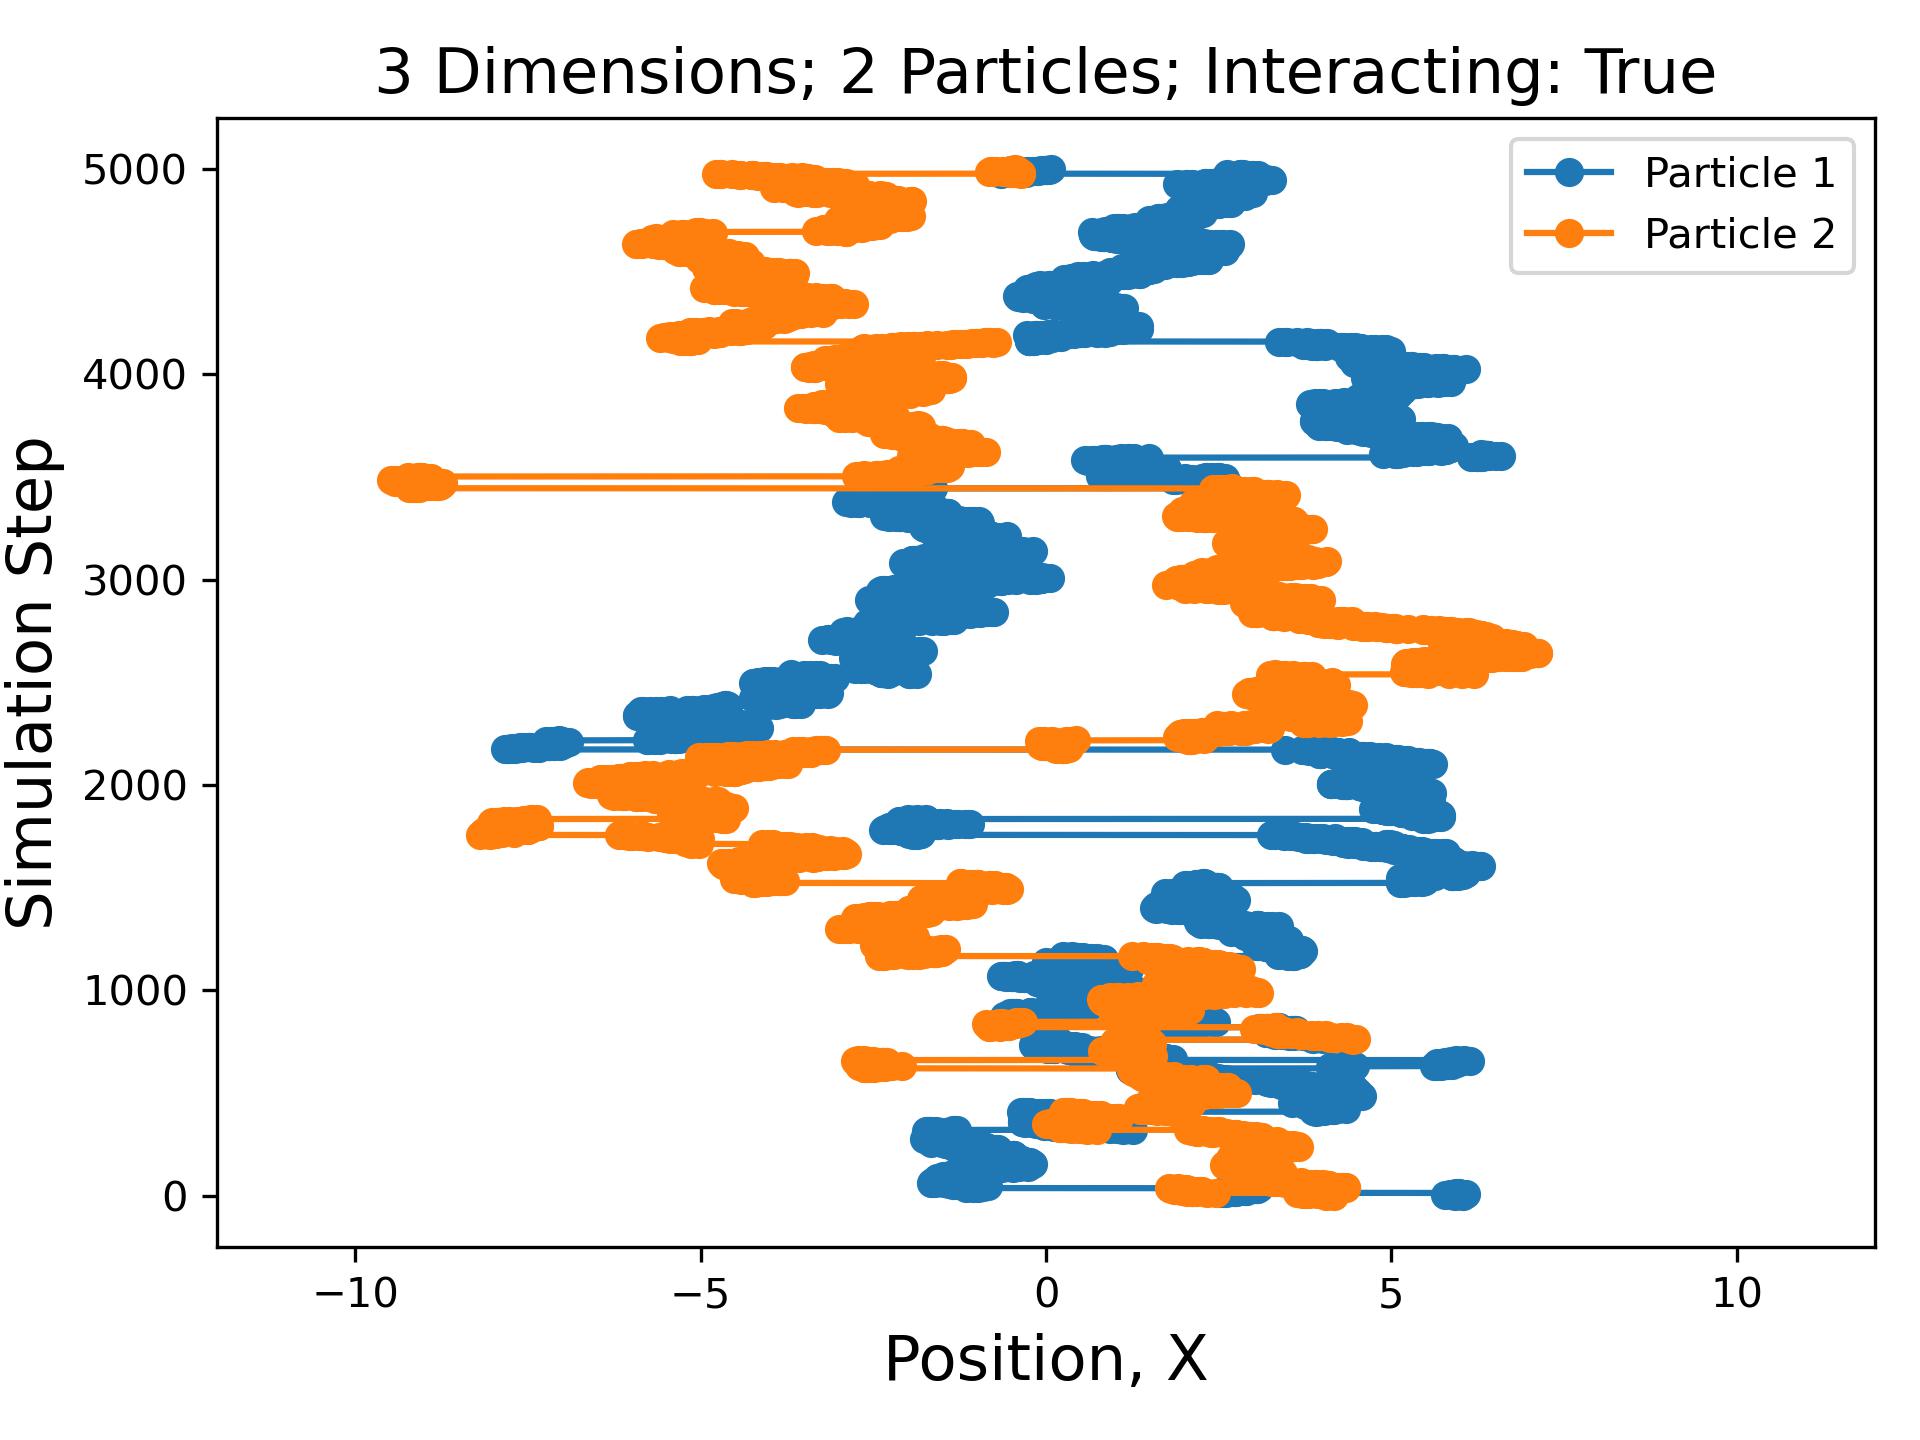 3 Dimensions; 2 Particles; Interacting: True
Particle 1
Particle 2
5000
4000
3000
2000
1000
0
Simulation Step
−10
−5
0
5
10
Position, X